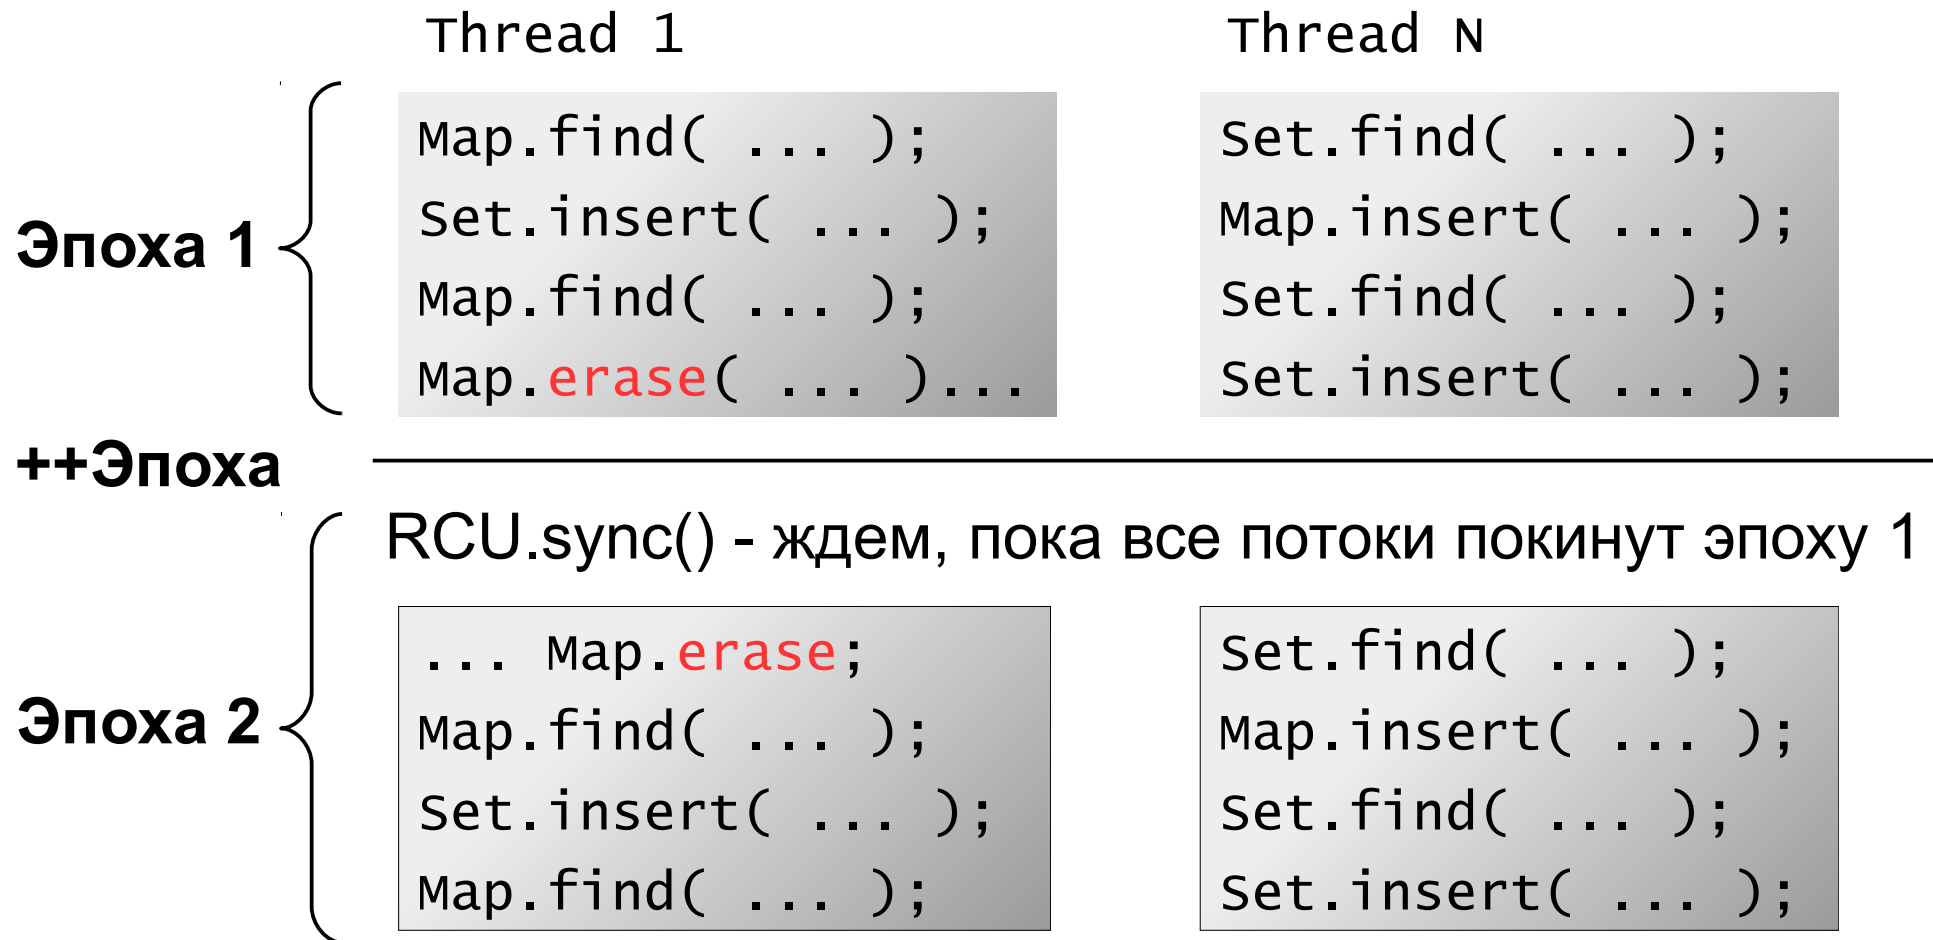 Thread 1
Thread N
Эпоха 1
Map.find( ... );
Set.insert( ... );
Map.find( ... );
Map.erase( ... )...
Set.find( ... );
Map.insert( ... );
Set.find( ... );
Set.insert( ... );
++Эпоха
RCU.sync() - ждем, пока все потоки покинут эпоху 1
Эпоха 2
... Map.erase;
Map.find( ... );
Set.insert( ... );
Map.find( ... );
Set.find( ... );
Map.insert( ... );
Set.find( ... );
Set.insert( ... );